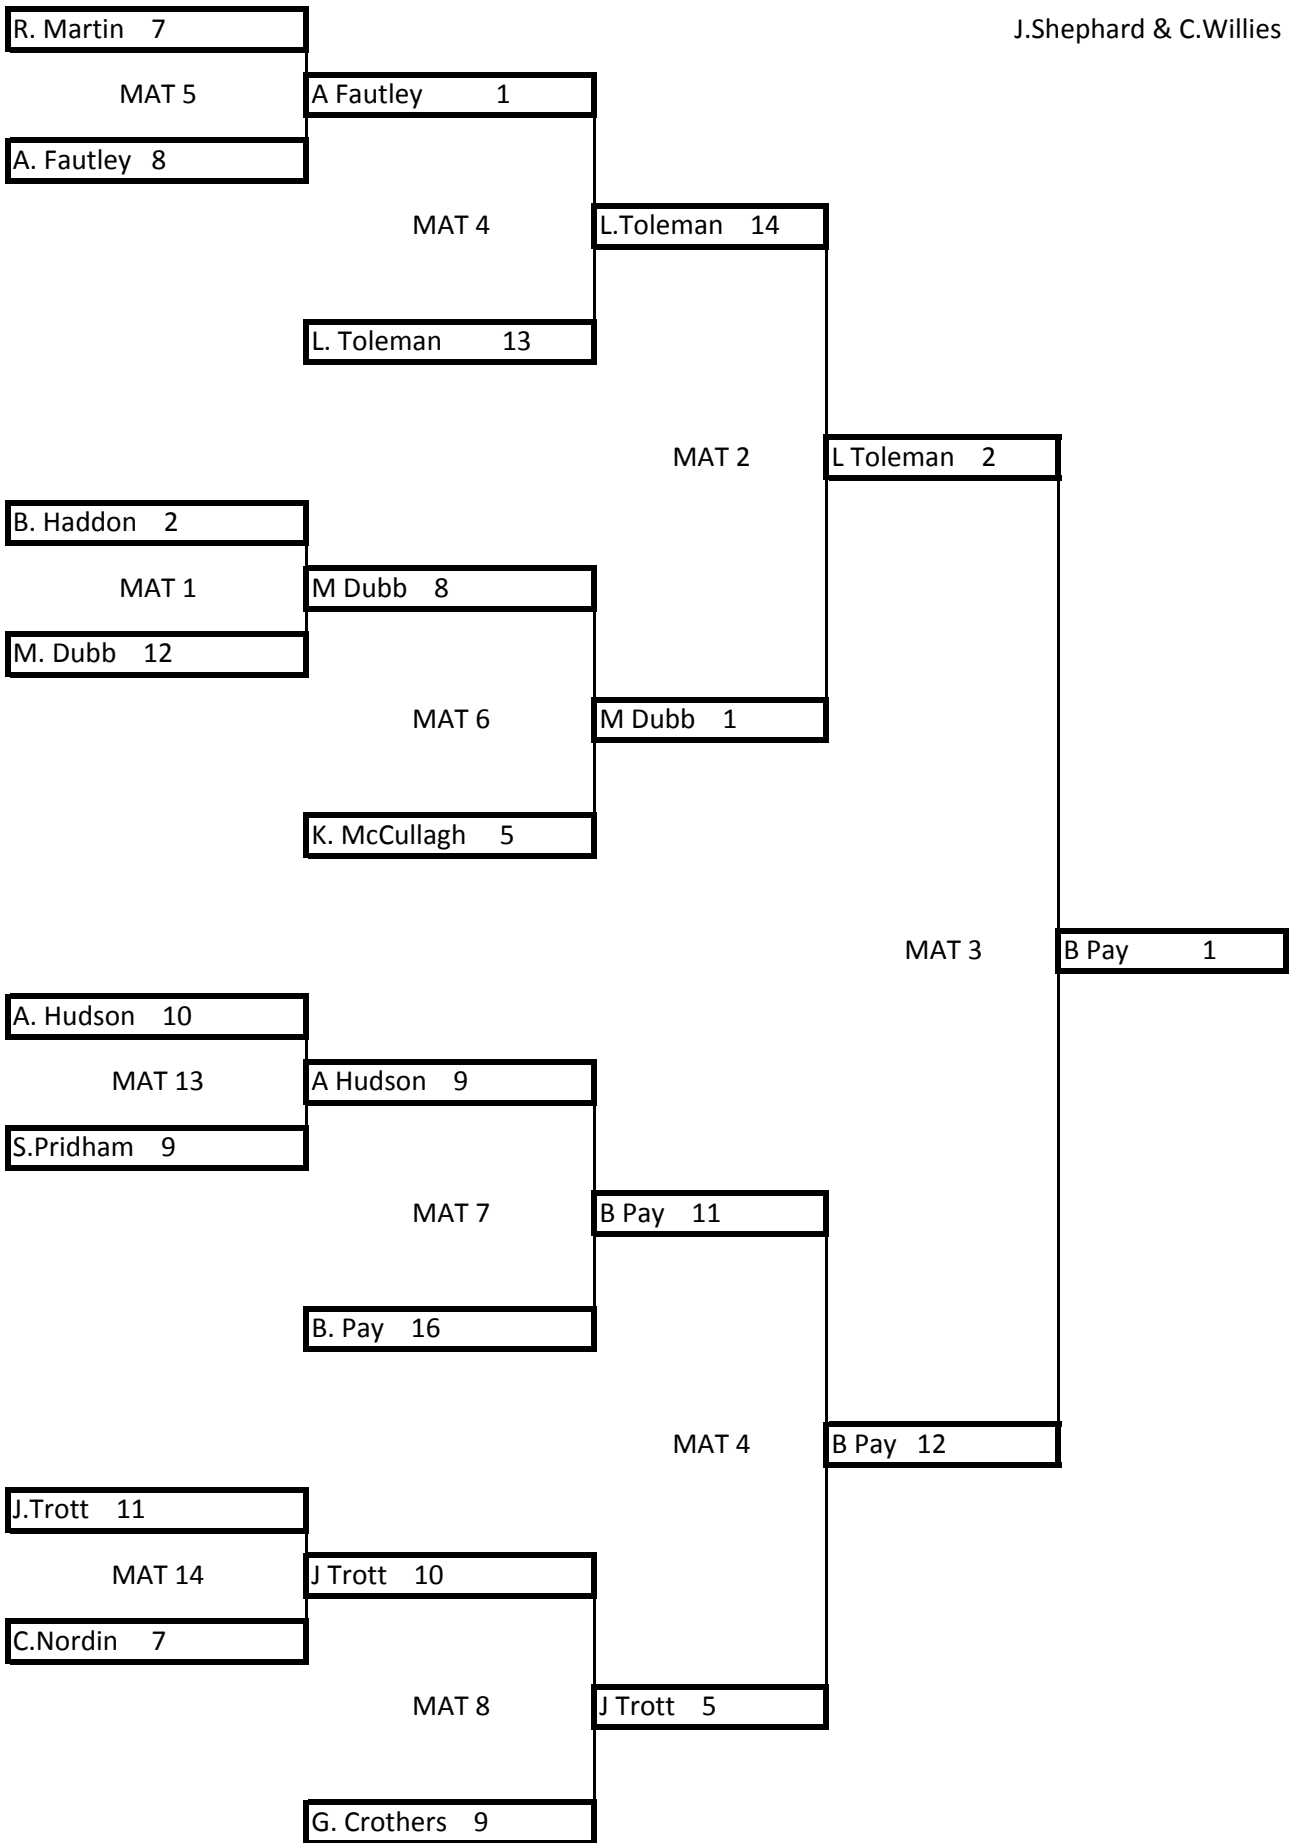 R. Martin 7
J.Shephard & C.Willies
MAT 5
A Fautley 1
A. Fautley 8
MAT 4
L.Toleman 14
L. Toleman 13
MAT 2
L Toleman 2
B. Haddon 2
MAT 1
M Dubb 8
M. Dubb 12
MAT 6
M Dubb 1
K. McCullagh 5
MAT 3
B Pay 1
A. Hudson 10
MAT 13
A Hudson 9
S.Pridham 9
MAT 7
B Pay 11
B. Pay 16
MAT 4
B Pay 12
J.Trott 11
MAT 14
J Trott 10
C.Nordin 7
MAT 8
J Trott 5
G. Crothers 9